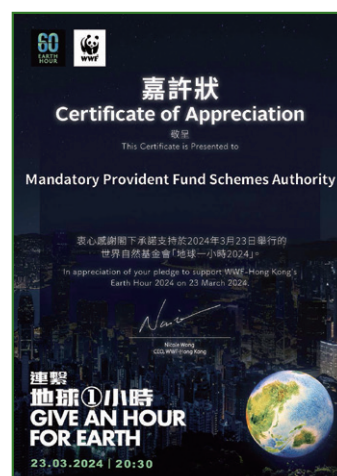 60
EARTH
HOUR
WWF
嘉許狀
Certificate of Appreciation
敬呈
This Certificate is Presented to
Mandatory Provident Fund Schemes Authority
衷心感謝閣下承諾支持於2024年3月23日舉行的
世界自然基金會「地球一小時2024」。
In appreciation of your pledge to support WWF-Hong Kong's
Earth Hour 2024 on 23 March 2024.
Nicole Wong
CEO, WWF-Hong Kong
連繫
地球①小時
GIVE AN HOUR
FOR EARTH
23.03.2024 | 20:30